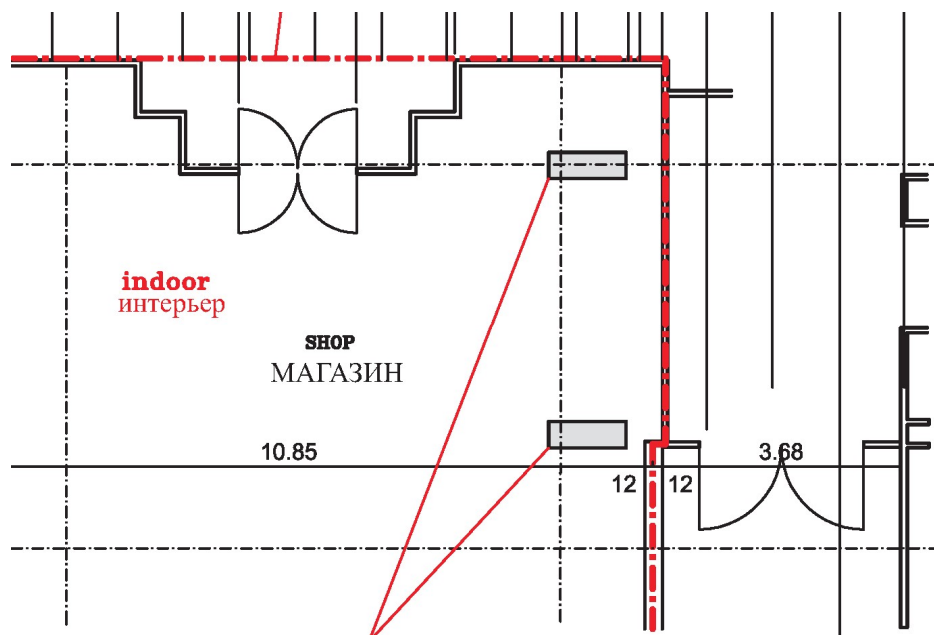 indoor
интерьер
SHOP
МАГАЗИН
10.85
3.68
12
12